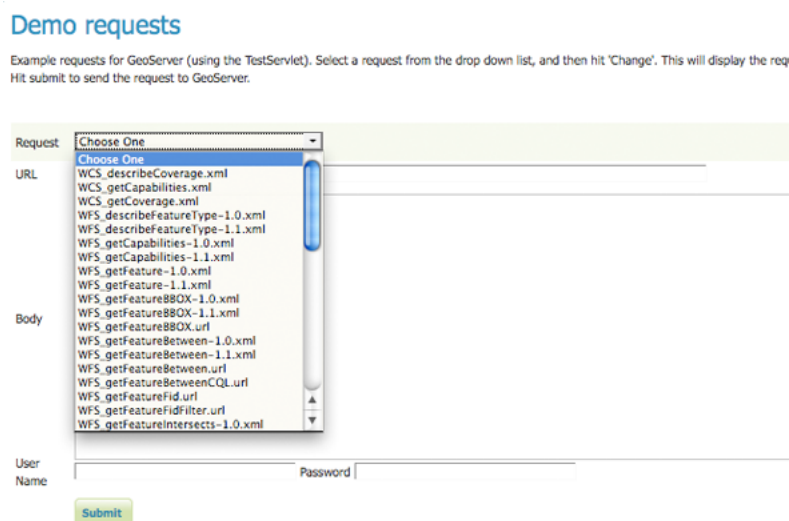 Demo requests
Example requests for GeoServer (using the TestServlet). Select a request from the drop down list, and then hit 'Change'. This will display the
Hit submit to send the request to GeoServer.
Request
Choose One
Choose One
WCS_describeCoverage.xml
URL
WCS_getCapabilities.xml
WCS_getCoverage.xml
WFS_describeFeatureType-1.0.xml
WFS_describeFeatureType-1.1.xml
WFS_getCapabilities-1.0.xml
WFS_getCapabilities-1.1.xml
WFS_getFeature-1.0.xml
WFS_getFeature-1.1.xml
WFS_getFeatureBBOX-1.0.xml
WFS_getFeatureBBOX-1.1.xml
Body
WFS_getFeatureBBOX.url
WFS_getFeatureBetween-1.0.xml
WFS_getFeatureBetween-1.1.xml
WFS_getFeatureBetween.url
WFS_getFeatureBetweenCQL.url
WFS_getFeatureFid.url
WFS_getFeatureFidFilter.url
WFS_getFeatureIntersects-1.0.xml
User
Name
Password
Submit